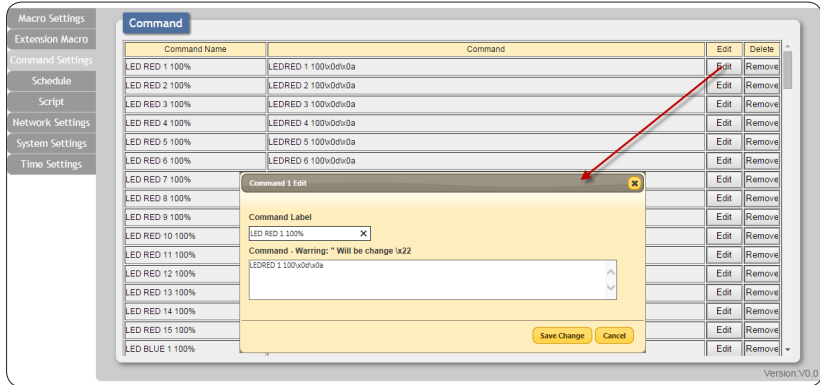 Macro Settings
Extension Macro
Command Settings
Schedule
Script
Network Settings
System Settings
Time Settings
Command
Command Name Command Edit Delete
LED RED 1 100% LEDRED 1 100\x0d\x0a Edit Remove
LED RED 2 100% LEDRED 2 100\x0d\x0a Edit Remove
LED RED 3 100% LEDRED 3 100\x0d\x0a Edit Remove
LED RED 4 100% LEDRED 4 100\x0d\x0a Edit Remove
LED RED 5 100% LEDRED 5 100\x0d\x0a Edit Remove
LED RED 6 100% LEDRED 6 100\x0d\x0a Edit Remove
LED RED 7 100% Edit Remove
LED RED 8 100% Edit Remove
LED RED 9 100% Edit Remove
LED RED 10 100% Edit Remove
LED RED 11 100% Edit Remove
LED RED 12 100% Edit Remove
LED RED 13 100% Edit Remove
LED RED 14 100% Edit Remove
LED RED 15 100% Edit Remove
LED BLUE 1 100% Edit Remove
Command 1 Edit
Command Label
LED RED 1 100%
Command - Warring: " Will be change \x22
LEDRED 1 100\x0d\x0a
Save Change Cancel
Version:V0.0